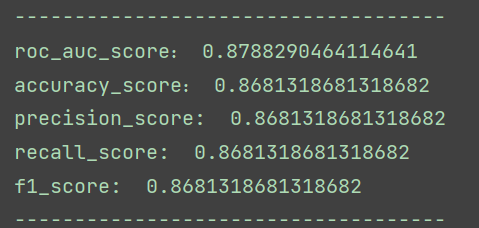 ------------------------------------
roc_auc_score： 0.8788290464114641
accuracy_score： 0.8681318681318682
precision_score:  0.8681318681318682
recall_score:  0.8681318681318682
f1_score:  0.8681318681318682
------------------------------------